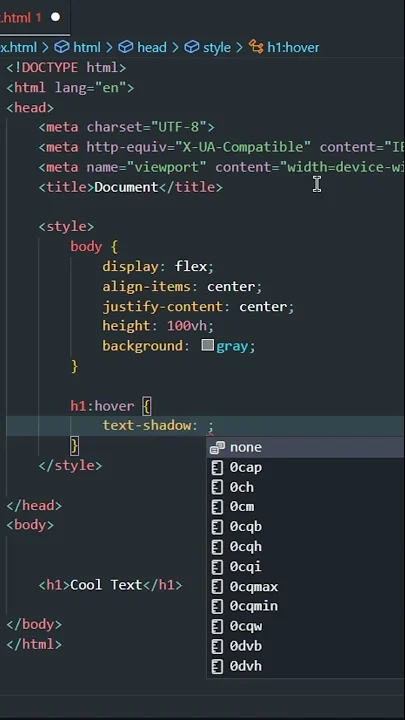 .html 1
x.html > html > head > style > h1:hover
<!DOCTYPE html>
<html lang="en">
<head>
<meta charset="UTF-8">
<meta http-equiv="X-UA-Compatible" content="IE
<meta name="viewport" content="width=device-wi
<title>Document</title>
<style>
body {
display: flex;
align-items: center;
justify-content: center;
height: 100vh;
background: gray;
}
h1:hover {
text-shadow: ;
}
none
0cap
0ch
0cm
0cqb
0cqh
0cqi
0cqmax
0cqmin
0cqw
0dvb
0dvh
</style>
</head>
<body>
<h1>Cool Text</h1>
</body>
</html>